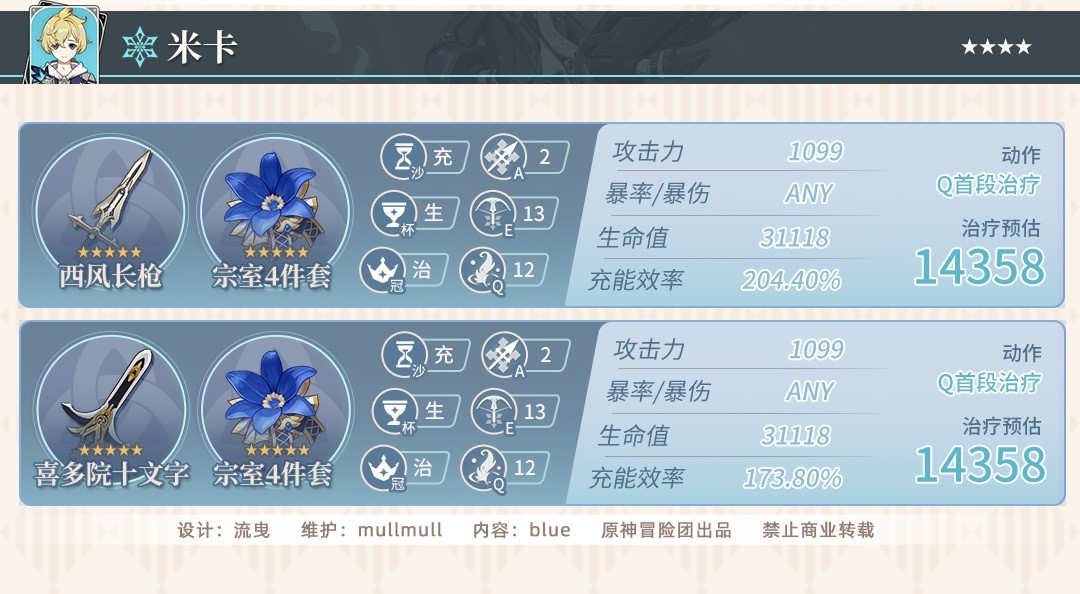 米卡
★★★★
沙 充
A 2
杯 生
E 13
冠 治
Q 12
★★★★★
西风长枪
★★★★★
宗室4件套
攻击力 1099
暴率/暴伤 ANY
生命值 31118
充能效率 204.40%
动作
Q首段治疗
治疗预估
14358
沙 充
A 2
杯 生
E 13
冠 治
Q 12
★★★★★
喜多院十文字
★★★★★
宗室4件套
攻击力 1099
暴率/暴伤 ANY
生命值 31118
充能效率 173.80%
动作
Q首段治疗
治疗预估
14358
设计：流曳 维护：mullmull 内容：blue 原神冒险团出品 禁止商业转载